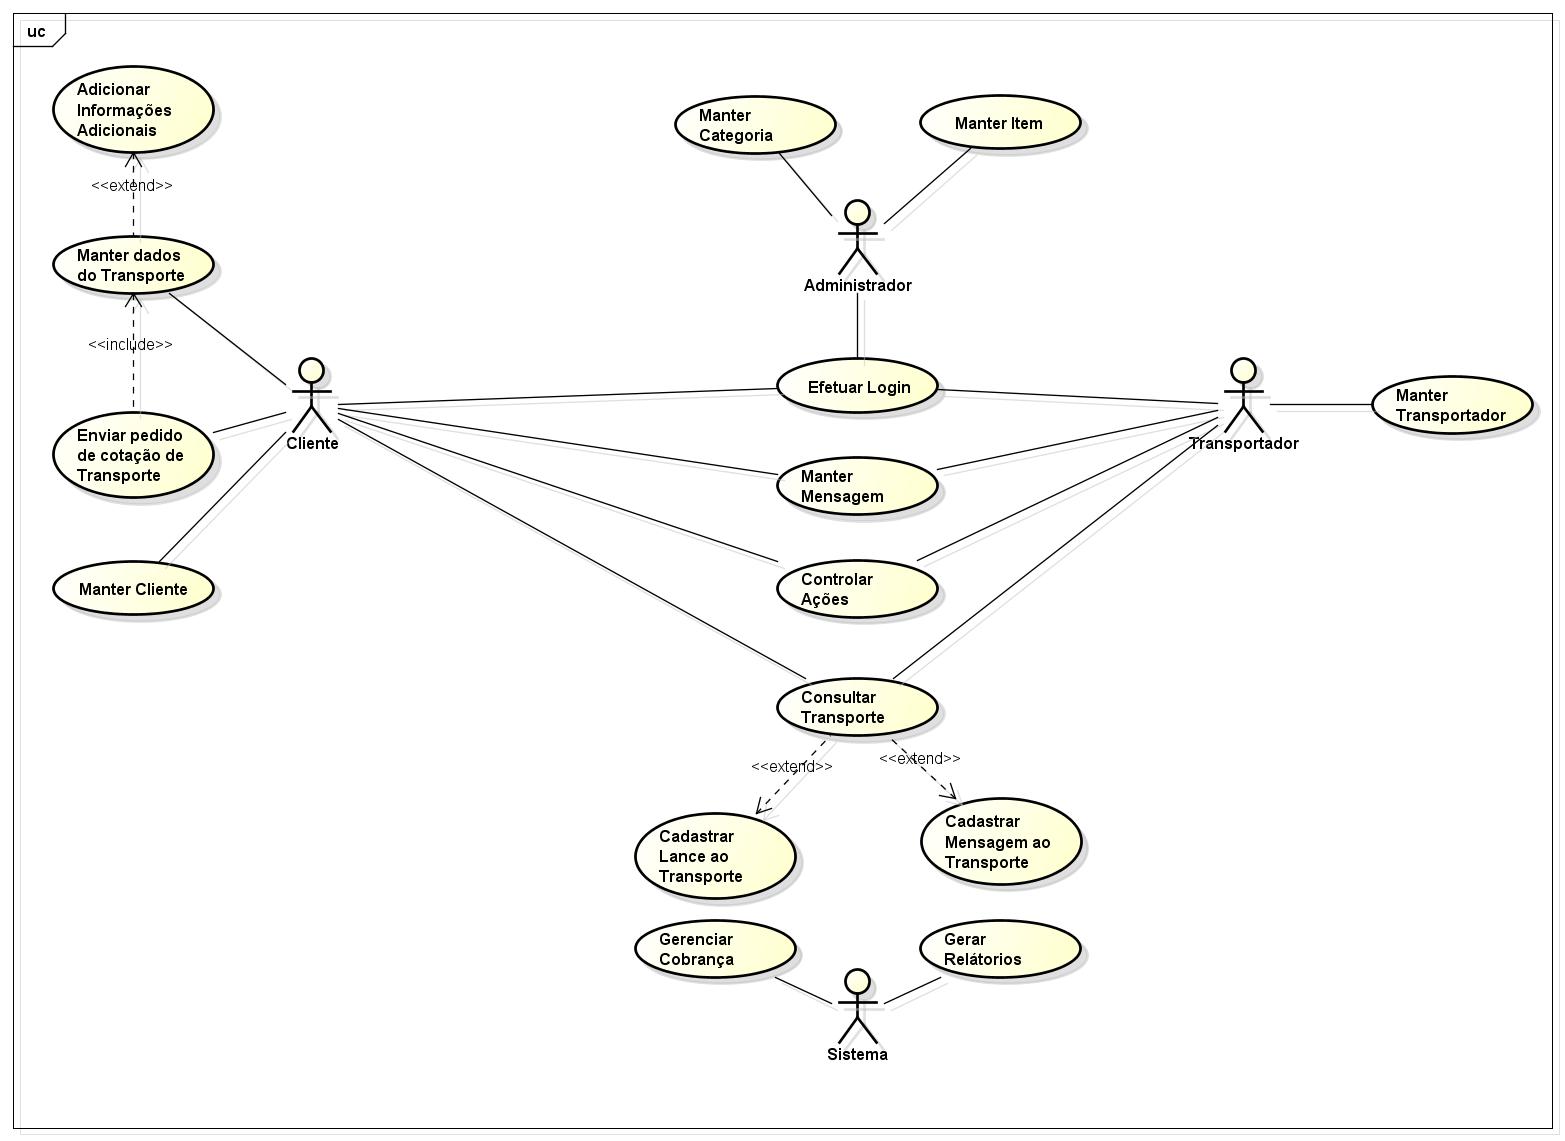 uc
Adicionar
Informações
Adicionais
<<extend>>
Manter dados
do Transporte
<<include>>
Enviar pedido
de cotação de
Transporte
Manter Cliente
Cliente
Manter
Categoria
Manter Item
Administrador
Efetuar Login
Manter
Mensagem
Controlar
Ações
Consultar
Transporte
Transportador
Manter
Transportador
<<extend>>
<<extend>>
Cadastrar
Lance ao
Transporte
Cadastrar
Mensagem ao
Transporte
Gerenciar
Cobrança
Gerar
Relátorios
Sistema